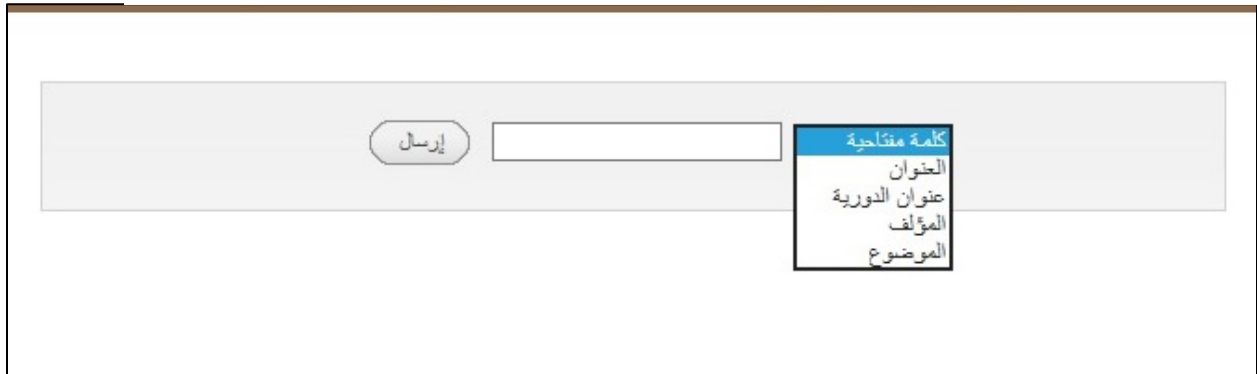 كلمة مفتاحية
العنوان
عنوان الدورية
المؤلف
الموضوع
إرسال